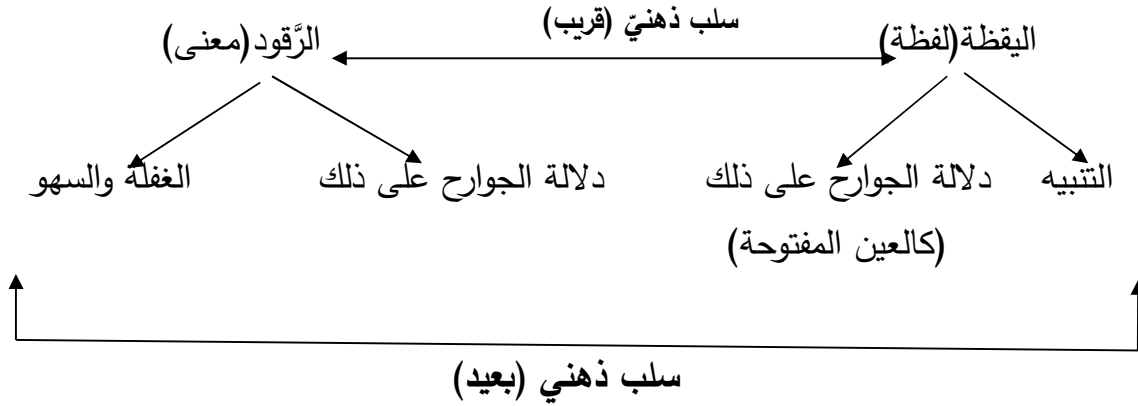 سلب ذهنيّ (قريب)
اليقظة(لفظة) الرَّقود(معنى)
التنبيه دلالة الجوارح على ذلك دلالة الجوارح على ذلك الغفلة والسهو
(كالعين المفتوحة)
سلب ذهني (بعيد)